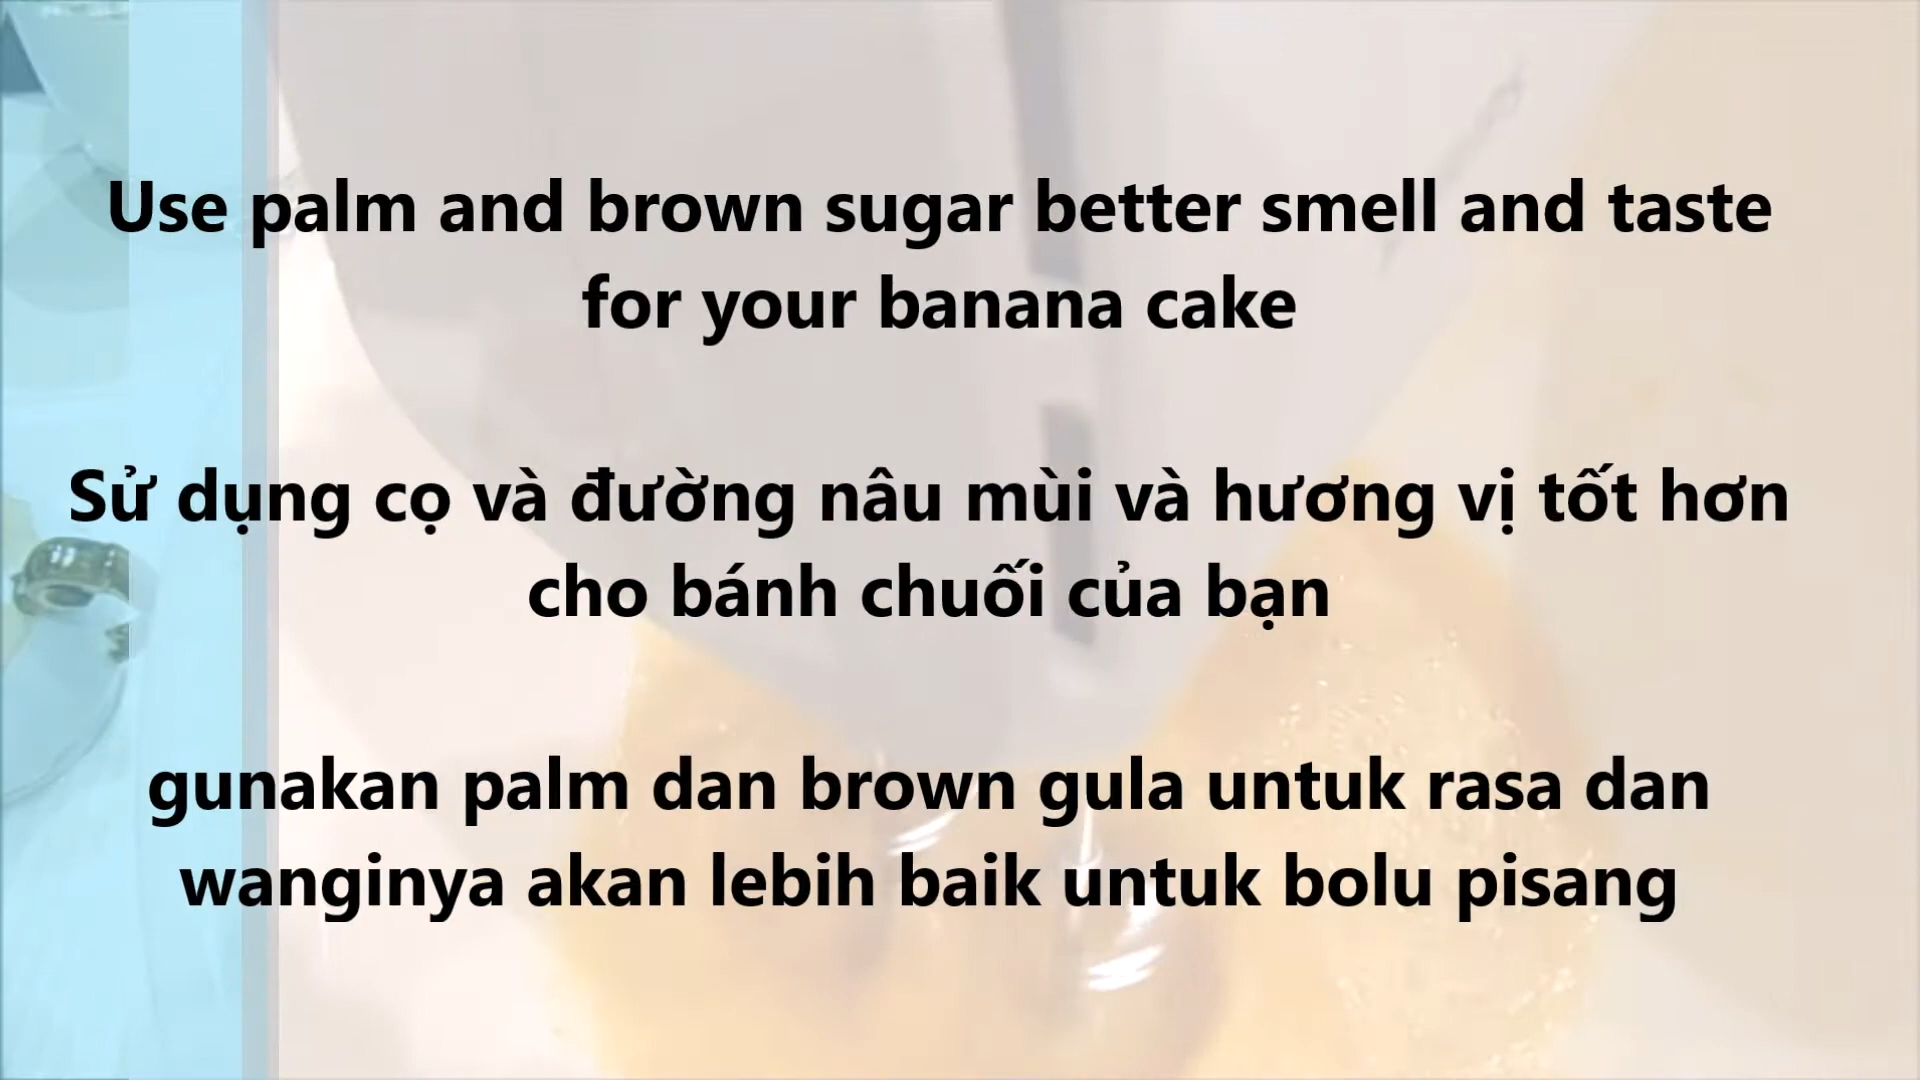 Use palm and brown sugar better smell and taste
for your banana cake
Sử dụng cọ và đường nâu mùi và hương vị tốt hơn
cho bánh chuối của bạn
gunakan palm dan brown gula untuk rasa dan
wanginya akan lebih baik untuk bolu pisang